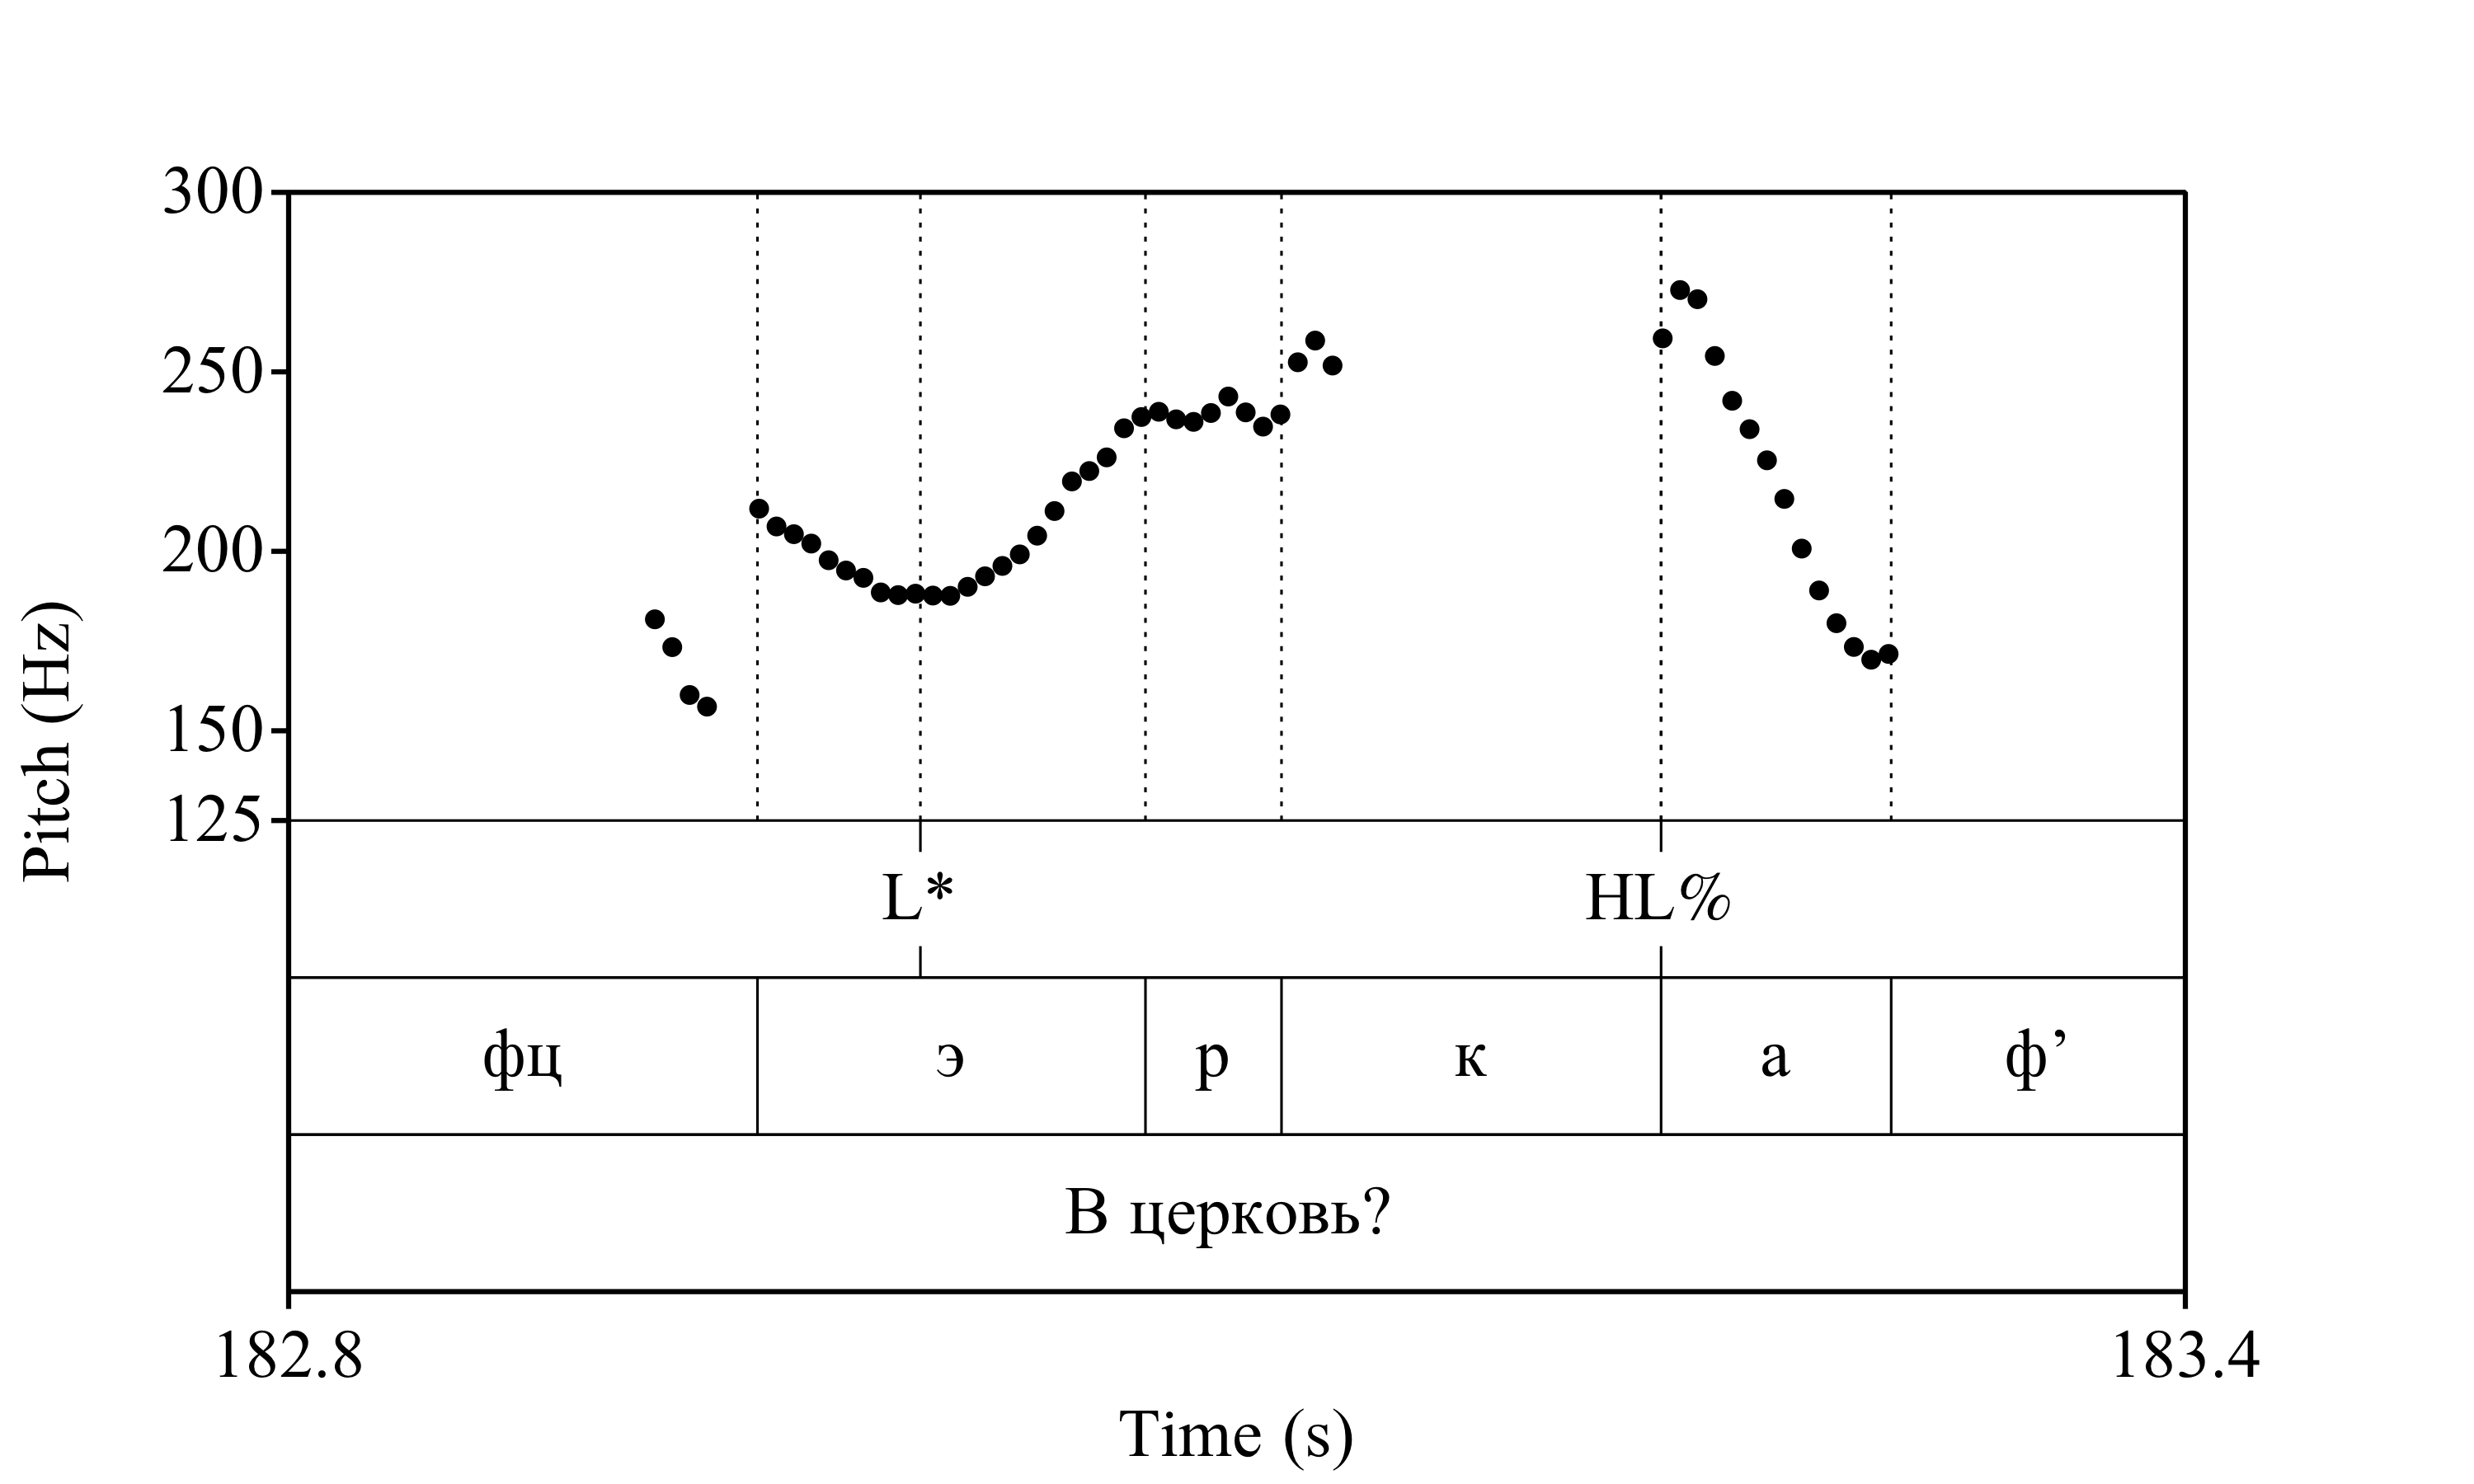 300
250
200
150
125
Pitch (Hz)
L* HL%
фц э р к а ф’
В церковь?
182.8 183.4
Time (s)